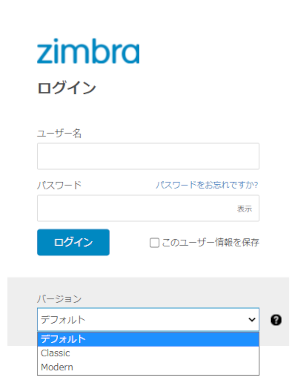 zimbra
ログイン
ユーザー名
パスワード パスワードをお忘れですか?
表示
ログイン このユーザー情報を保存
バージョン
デフォルト ?
デフォルト
Classic
Modern